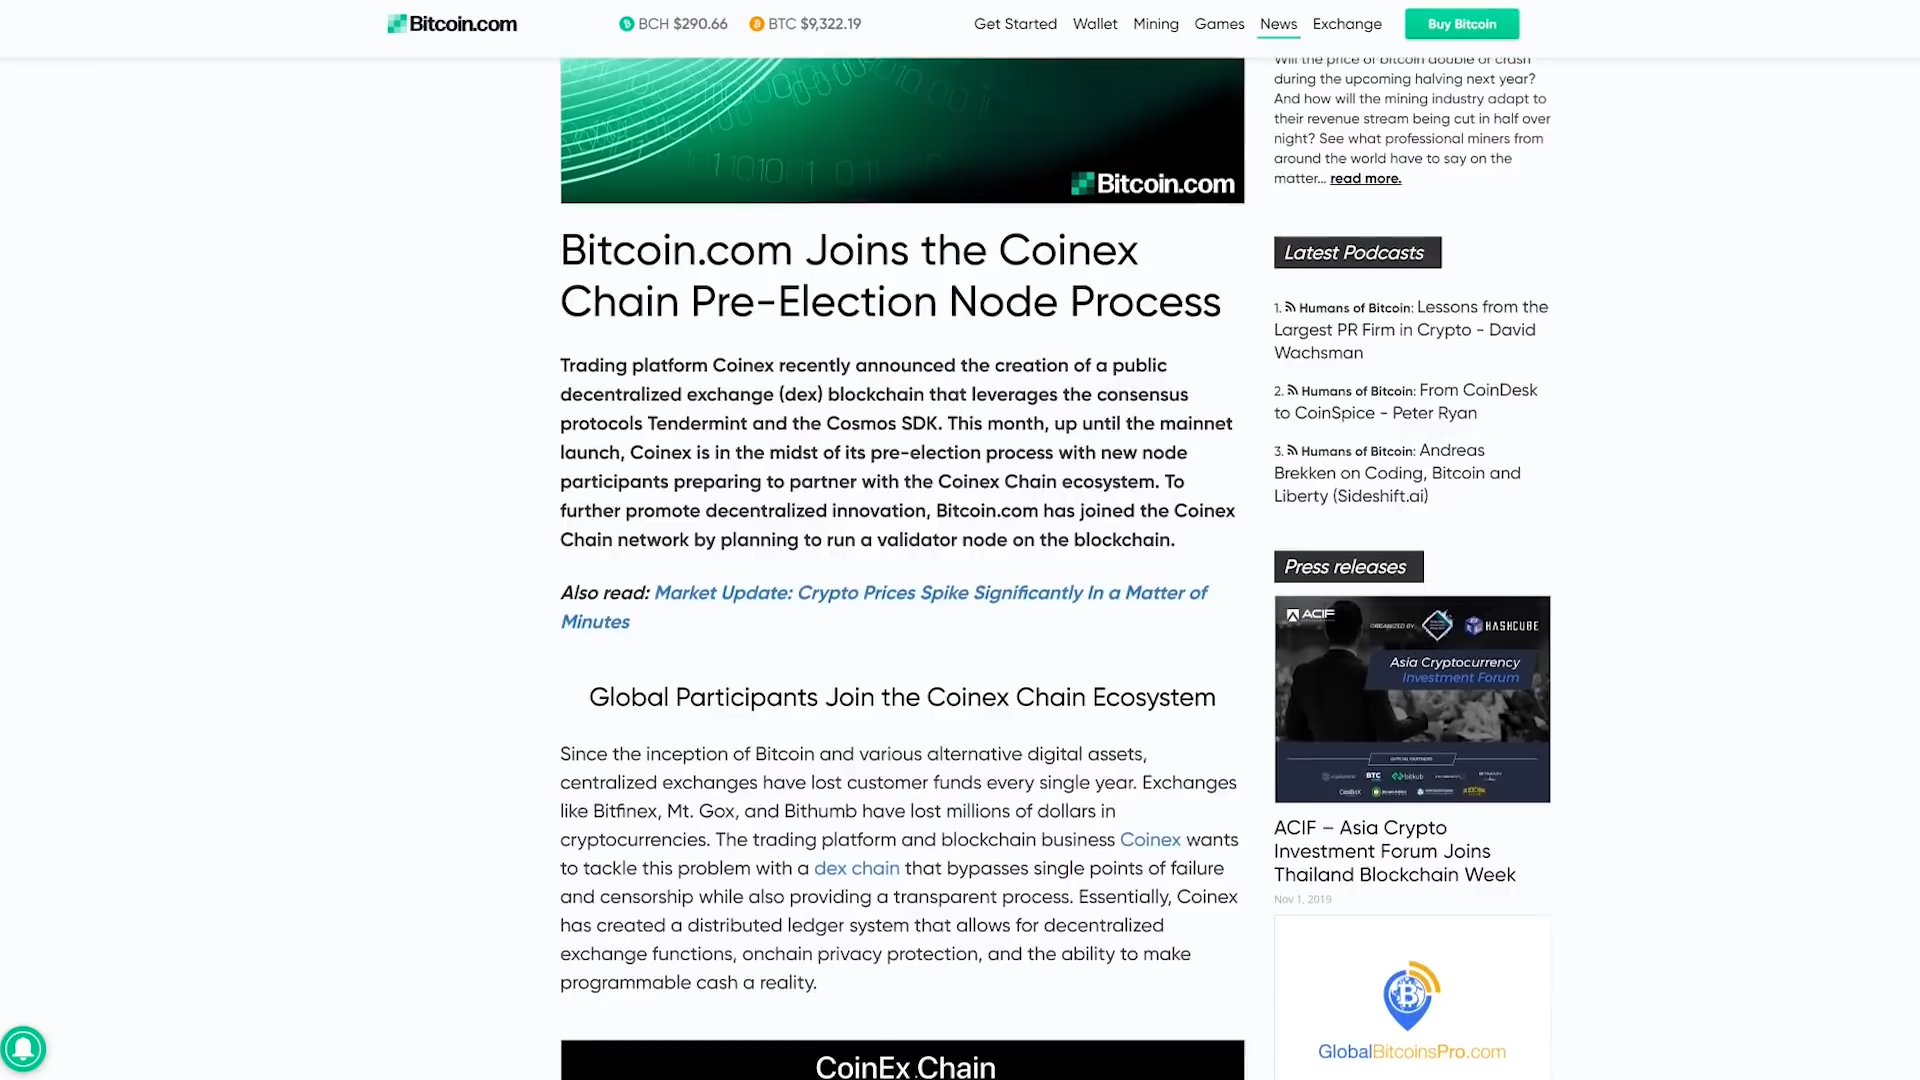 Bitcoin.com
BCH $290.66 BTC $9,322.19
Get Started Wallet Mining Games News Exchange Buy Bitcoin
Bitcoin.com
Bitcoin.com Joins the Coinex
Chain Pre-Election Node Process
Trading platform Coinex recently announced the creation of a public
decentralized exchange (dex) blockchain that leverages the consensus
protocols Tendermint and the Cosmos SDK. This month, up until the mainnet
launch, Coinex is in the midst of its pre-election process with new node
participants preparing to partner with the Coinex Chain ecosystem. To
further promote decentralized innovation, Bitcoin.com has joined the Coinex
Chain network by planning to run a validator node on the blockchain.
Also read: Market Update: Crypto Prices Spike Significantly In a Matter of
Minutes
Global Participants Join the Coinex Chain Ecosystem
Since the inception of Bitcoin and various alternative digital assets,
centralized exchanges have lost customer funds every single year. Exchanges
like Bitfinex, Mt. Gox, and Bithumb have lost millions of dollars in
cryptocurrencies. The trading platform and blockchain business Coinex wants
to tackle this problem with a dex chain that bypasses single points of failure
and censorship while also providing a transparent process. Essentially, Coinex
has created a distributed ledger system that allows for decentralized
exchange functions, onchain privacy protection, and the ability to make
programmable cash a reality.
CoinEx Chain
Will the price of bitcoin double or crash
during the upcoming halving next year?
And how will the mining industry adapt to
their revenue stream being cut in half over
night? See what professional miners from
around the world have to say on the
matter... read more.
Latest Podcasts
1. Humans of Bitcoin: Lessons from the
Largest PR Firm in Crypto - David
Wachsman
2. Humans of Bitcoin: From CoinDesk
to CoinSpice - Peter Ryan
3. Humans of Bitcoin: Andreas
Brekken on Coding, Bitcoin and
Liberty (Sideshift.ai)
Press releases
ACIF
ORGANIZED BY HASHCUBE
Asia Cryptocurrency
Investment Forum
BTC bitkub
ACIF – Asia Crypto
Investment Forum Joins
Thailand Blockchain Week
Nov 1, 2019
GlobalBitcoinsPro.com